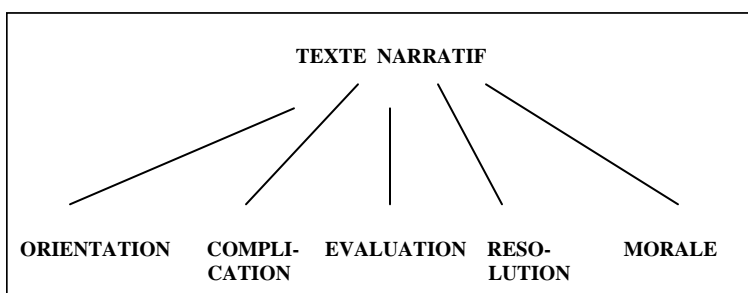 TEXTE NARRATIF
ORIENTATION COMPLI- EVALUATION RESO- MORALE
CATION LUTION